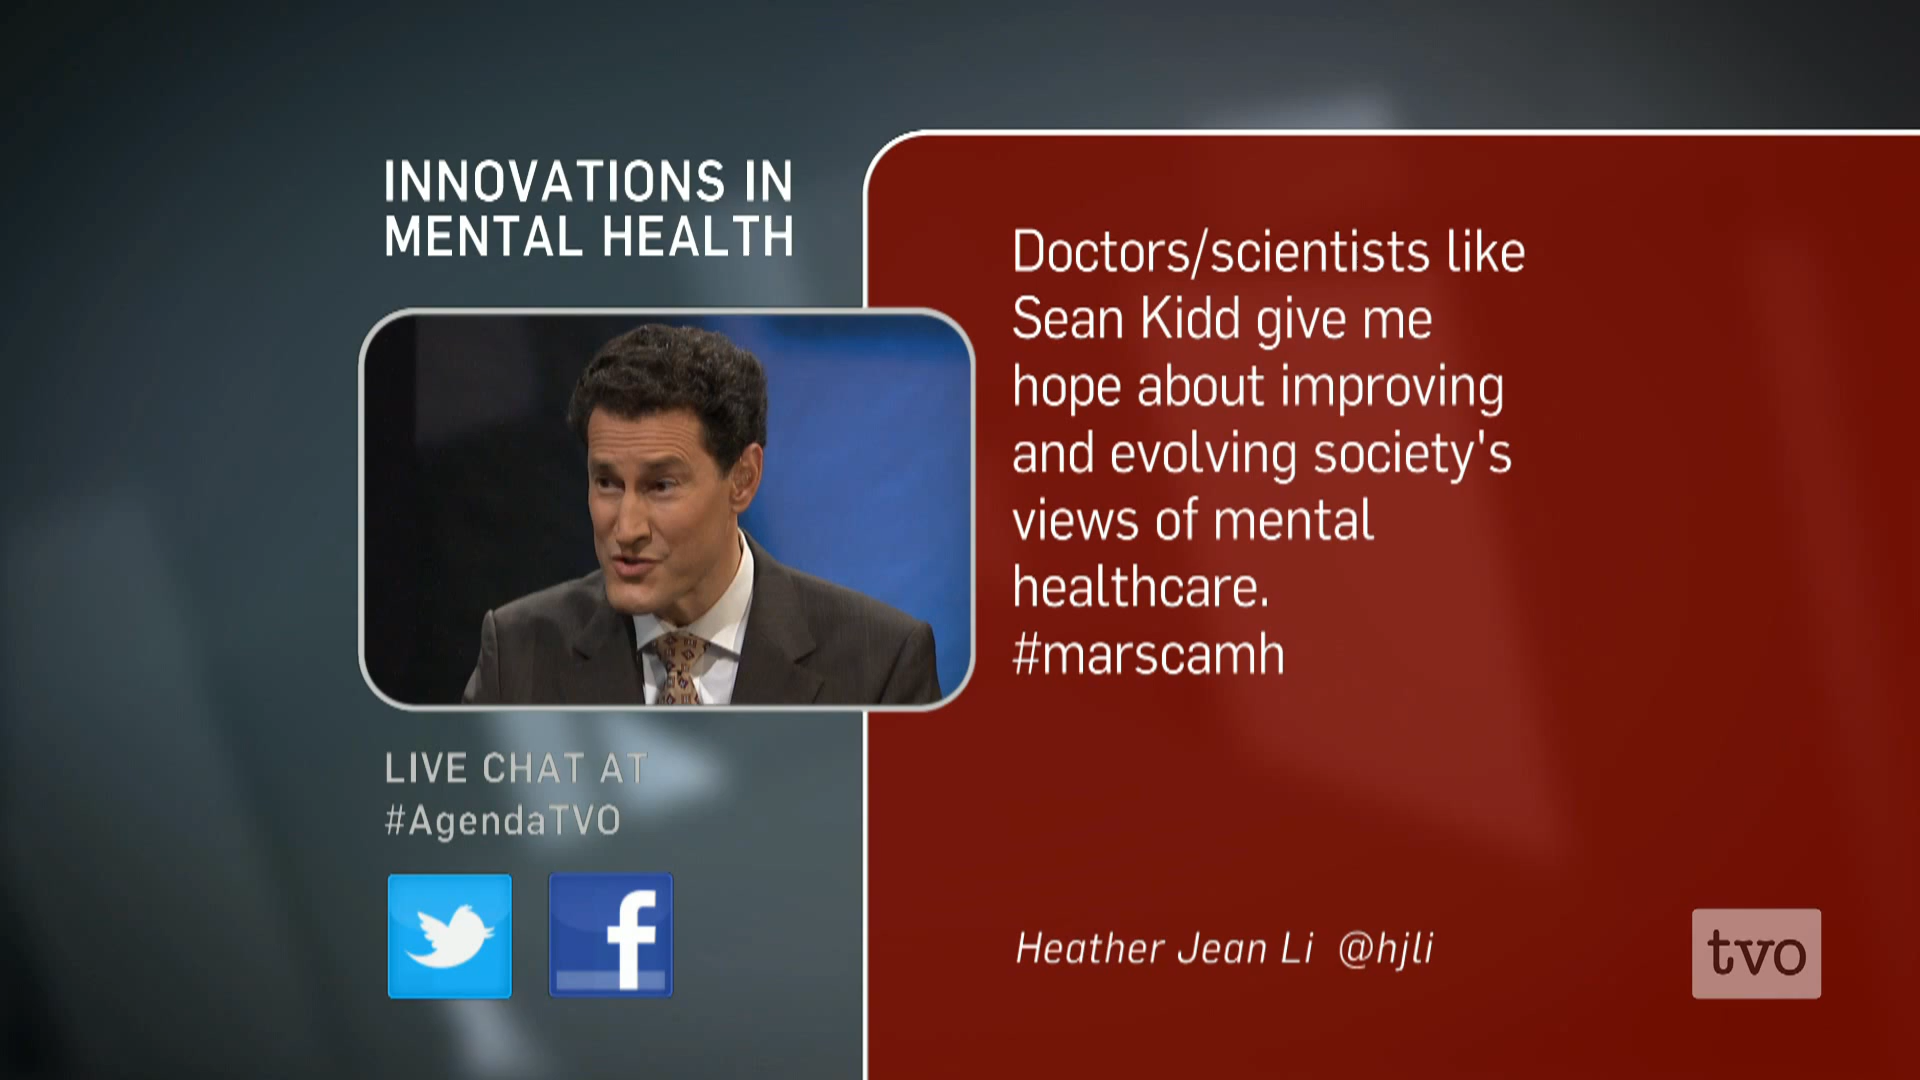 INNOVATIONS IN
MENTAL HEALTH
LIVE CHAT AT
#AgendaTVO
Doctors/scientists like
Sean Kidd give me
hope about improving
and evolving society's
views of mental
healthcare.
#marscamh
Heather Jean Li @hjli
tvo